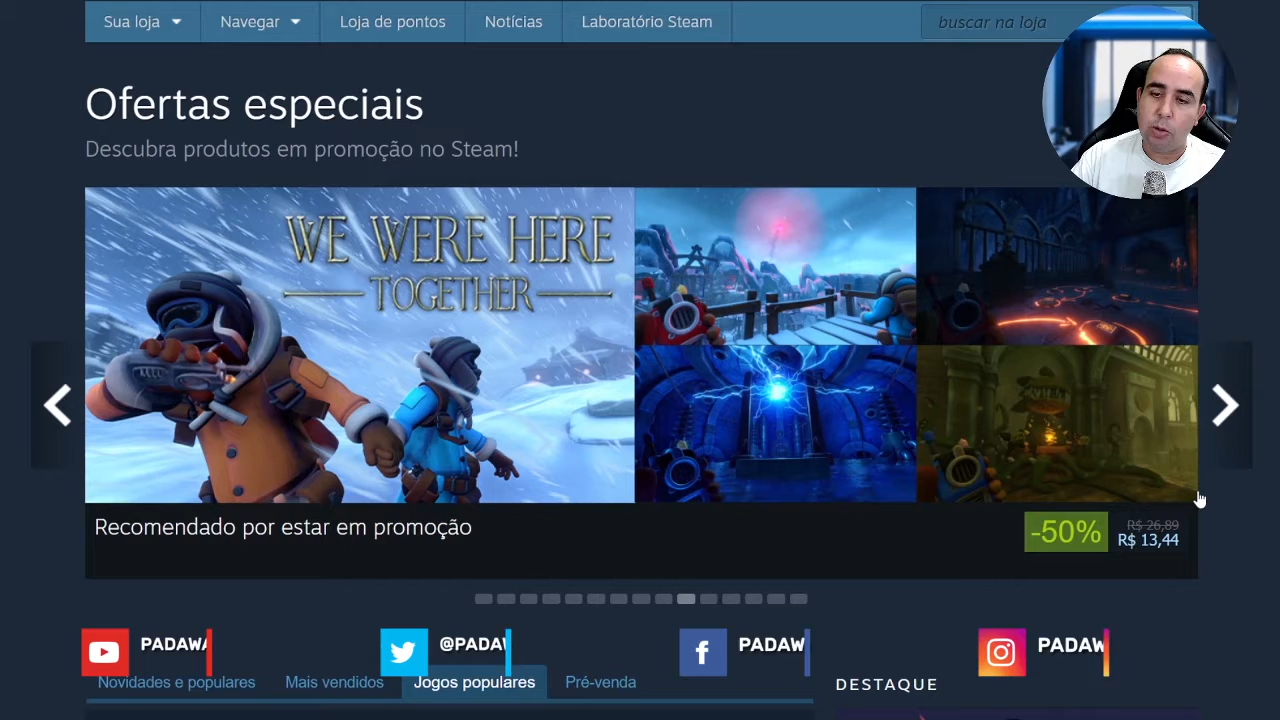 Sua loja
Navegar
Loja de pontos
Notícias
Laboratório Steam
buscar na loja
Ofertas especiais
Descubra produtos em promoção no Steam!
WE WERE HERE
TOGETHER
Recomendado por estar em promoção
-50%
R$ 26,89
R$ 13,44
PADAWA
@PADAW
PADAW
PADAW
Novidades e populares
Mais vendidos
Jogos populares
Pré-venda
DESTAQUE